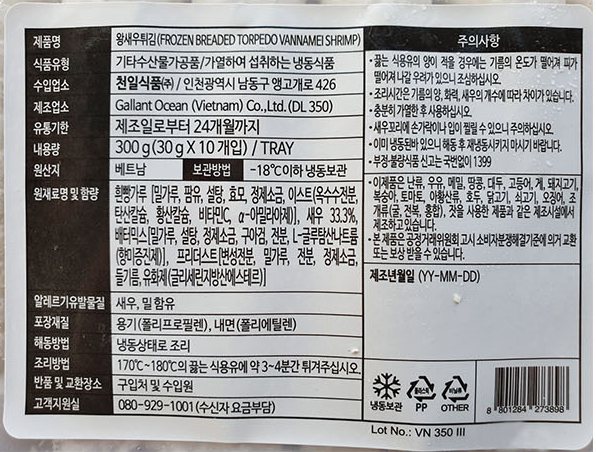 제품명 왕새우튀김(FROZEN BREADED TORPEDO VANNAMEI SHRIMP)
식품유형 기타수산물가공품/가열하여 섭취하는 냉동식품
수입업소 천일식품㈜ / 인천광역시 남동구 앵고개로 426
제조업소 Gallant Ocean (Vietnam) Co.,Ltd. (DL 350)
유통기한 제조일로부터 24개월까지
내용량 300 g (30 g X 10 개입) / TRAY
원산지 베트남 보관방법 -18℃이하 냉동보관
원재료명 및 함량 흰빵가루 [밀가루, 팜유, 설탕, 효모, 정제소금, 이스트(옥수수전분,
탄산칼슘, 황산칼슘, 비타민C, α-아밀라아제)], 새우 33.3%,
배터믹스[밀가루, 설탕, 정제소금, 구아검, 전분, L-글루탐산나트륨
(향미증진제)], 프리더스트[변성전분, 밀가루, 전분, 정제소금,
들기름, 유화제(글리세린지방산에스테르)]
알레르기유발물질 새우, 밀 함유
포장재질 용기(폴리프로필렌), 내면(폴리에틸렌)
해동방법 냉동상태로 조리
조리방법 170℃~180℃의 끓는 식용유에 약 3~4분간 튀겨주십시오.
반품 및 교환장소 구입처 및 수입원
고객지원실 080-929-1001 (수신자 요금부담)
주의사항
• 끓는 식용유의 양이 적을 경우에는 기름의 온도가 떨어져 피가
떨어져 나갈 우려가 있으니 조심하십시오.
• 조리시간은 기름의 양, 화력, 새우의 개수에 따라 차이가 있습니다.
• 충분히 가열한 후 사용하십시오.
• 새우꼬리에 손가락이나 입이 찔릴 수 있으니 주의하십시오.
• 이미 냉동된바 있으니 해동 후 재냉동시키지 마시기 바랍니다.
• 부정·불량식품 신고는 국번없이 1399
• 이제품은 난류, 우유, 메밀, 땅콩, 대두, 고등어, 게, 돼지고기,
복숭아, 토마토, 아황산류, 호두, 닭고기, 쇠고기, 오징어, 조
개류(굴, 전복, 홍합), 잣을 사용한 제품과 같은 제조시설에서
제조하고 있습니다.
• 본 제품은 공정거래위원회 고시 소비자분쟁해결기준에 의거 교환
또는 보상 받을 수 있습니다.
제조년월일 (YY-MM-DD)
냉동보관
플라스틱
PP
비닐류
OTHER
8 801284 273898
Lot No.: VN 350 III